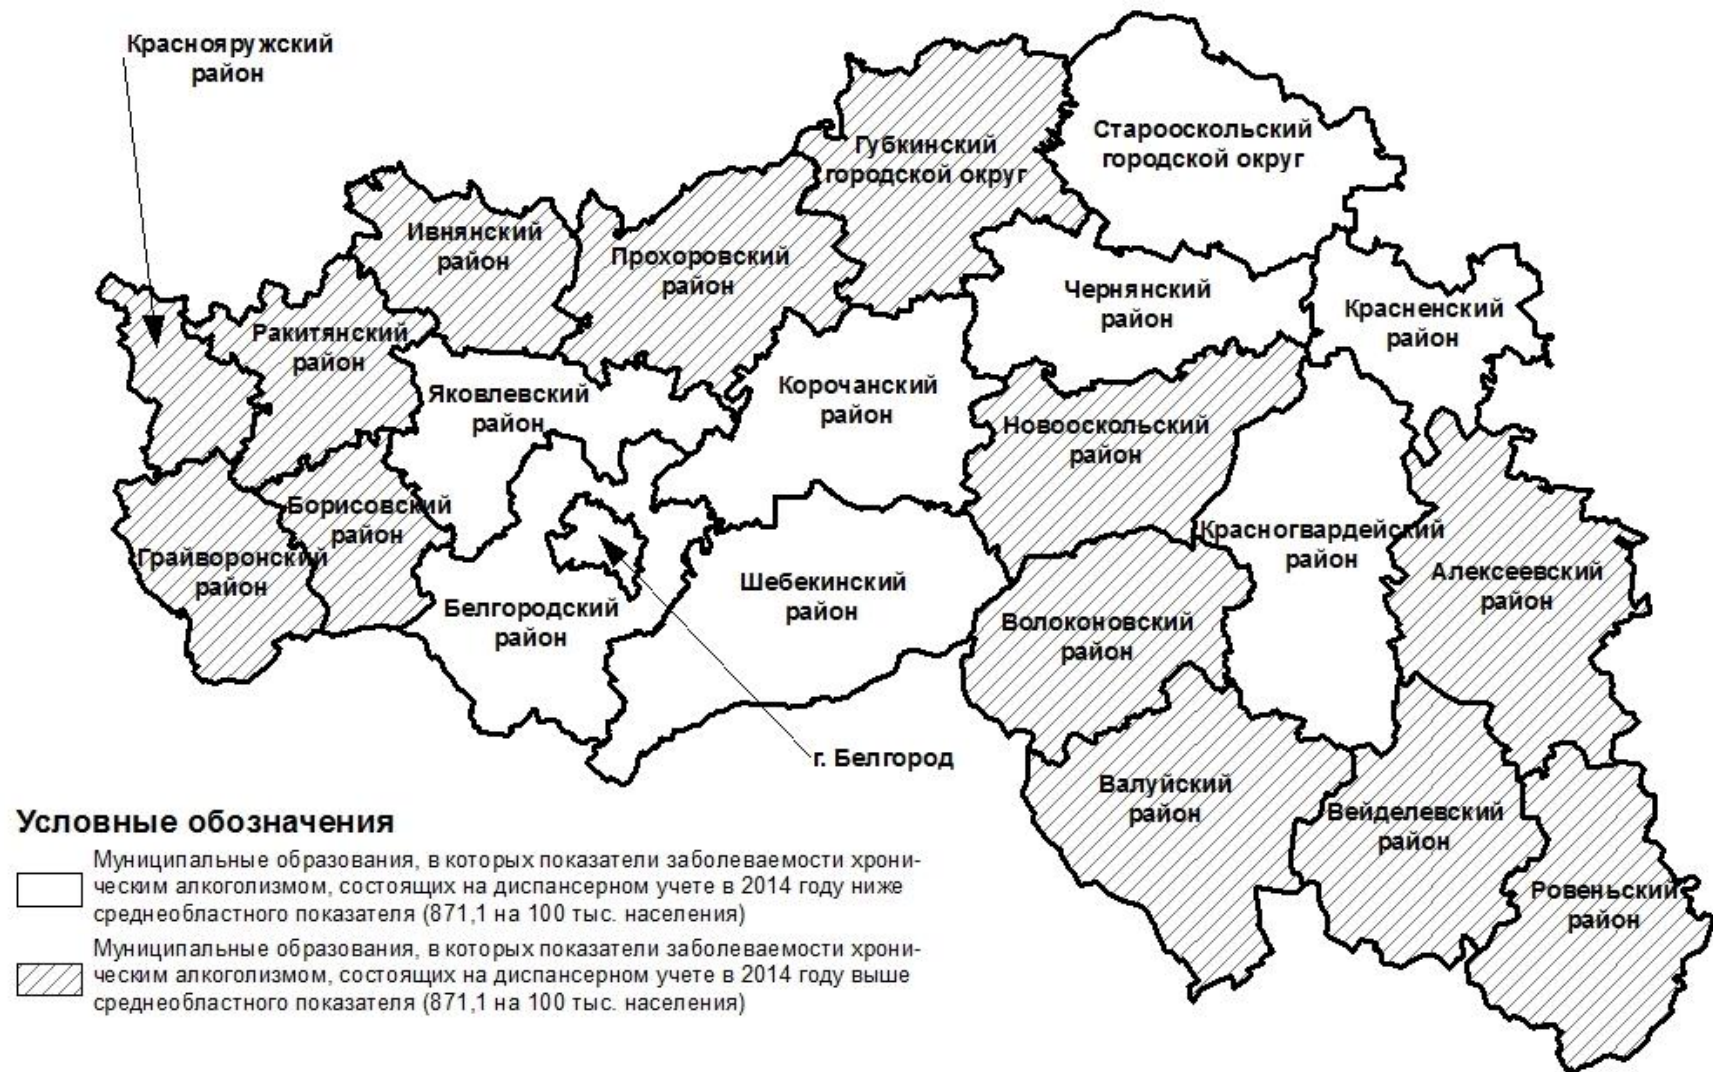 Краснояружский
район
Старооскольский
городской округ
Губкинский
городской округ
Ивнянский
район
Прохоровский
район
Чернянский
район
Красненский
район
Ракитянский
район
Яковлевский
район
Корочанский
район
Новооскольский
район
Борисовский
район
Красногвардейский
район
Грайворонский
район
Алексеевский
район
Шебекинский
район
Белгородский
район
Волоконовский
район
г. Белгород
Валуйский
район
Вейделевский
район
Ровеньский
район
Условные обозначения
Муниципальные образования, в которых показатели заболеваемости хрони-
ческим алкоголизмом, состоящих на диспансерном учете в 2014 году ниже
среднеобластного показателя (871,1 на 100 тыс. населения)
Муниципальные образования, в которых показатели заболеваемости хрони-
ческим алкоголизмом, состоящих на диспансерном учете в 2014 году выше
среднеобластного показателя (871,1 на 100 тыс. населения)